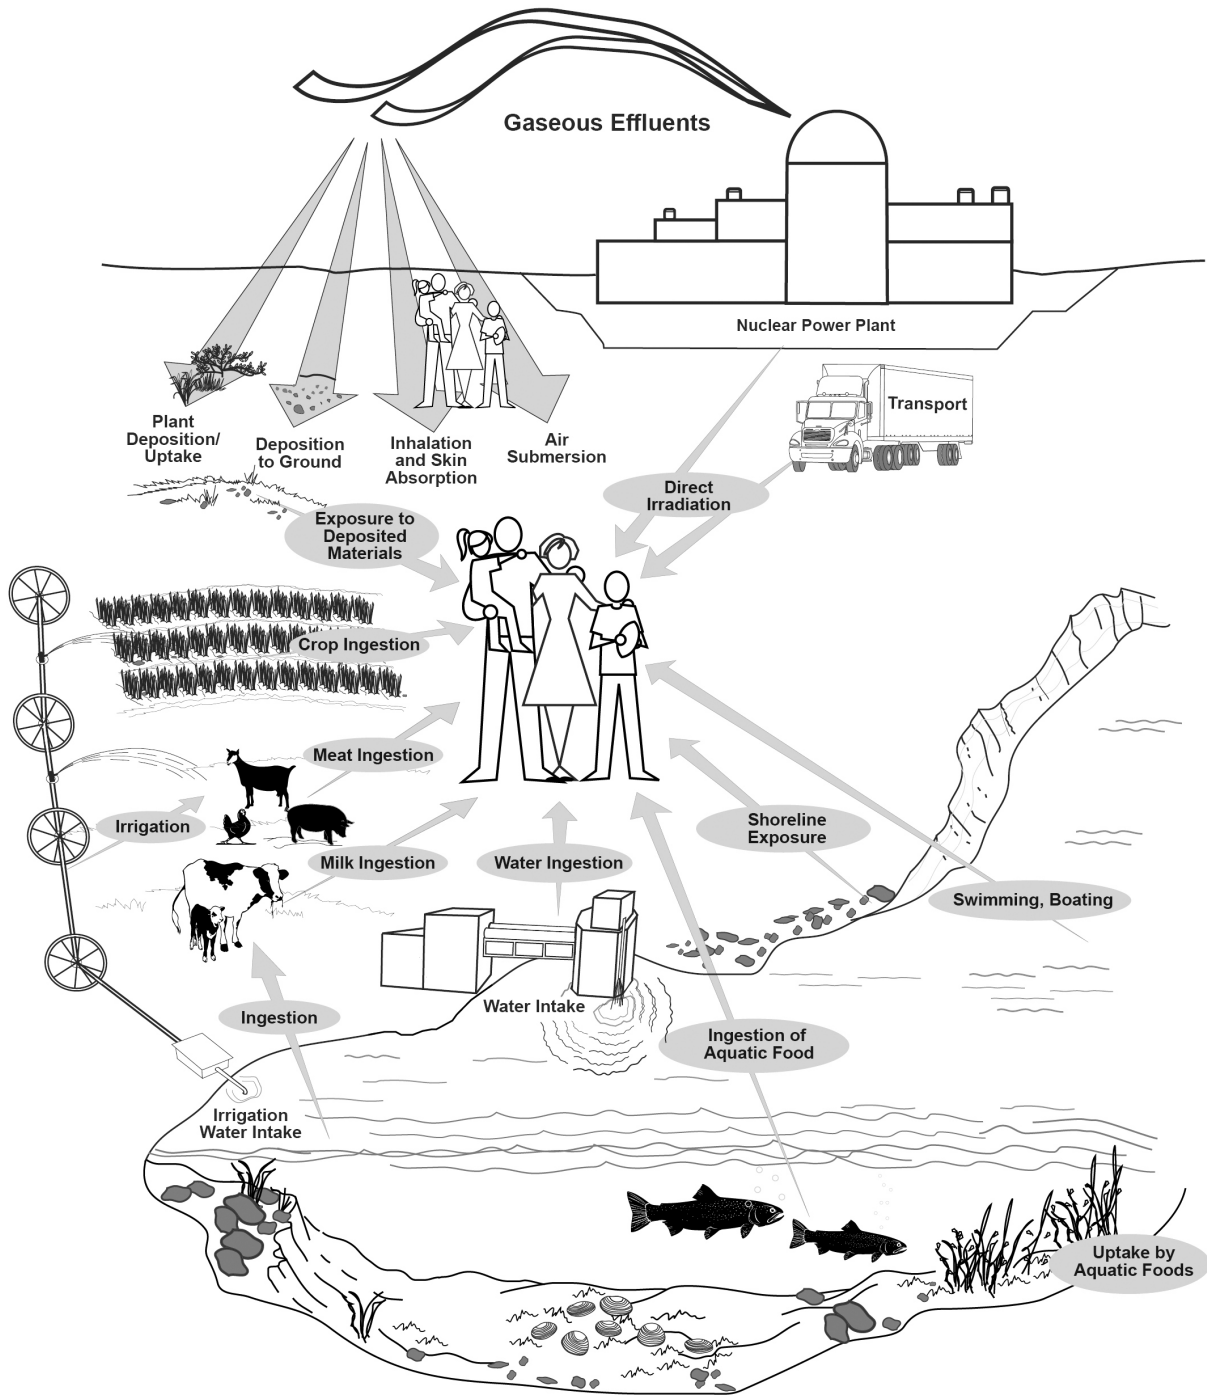 Gaseous Effluents
Nuclear Power Plant
Transport
Plant
Deposition/
Uptake
Deposition
to Ground
Inhalation
and Skin
Absorption
Air
Submersion
Direct
Irradiation
Exposure to
Deposited
Materials
Crop Ingestion
Meat Ingestion
Irrigation
Milk Ingestion
Water Ingestion
Shoreline
Exposure
Swimming, Boating
Water Intake
Ingestion
Ingestion of
Aquatic Food
Irrigation
Water Intake
Uptake by
Aquatic Foods